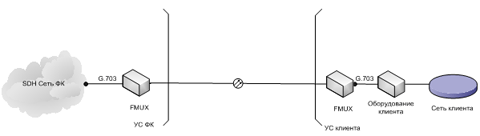 SDH Сеть ФК
G.703
FMUX
УС ФК
FMUX
G.703
Оборудование
клиента
Сеть клиента
УС клиента